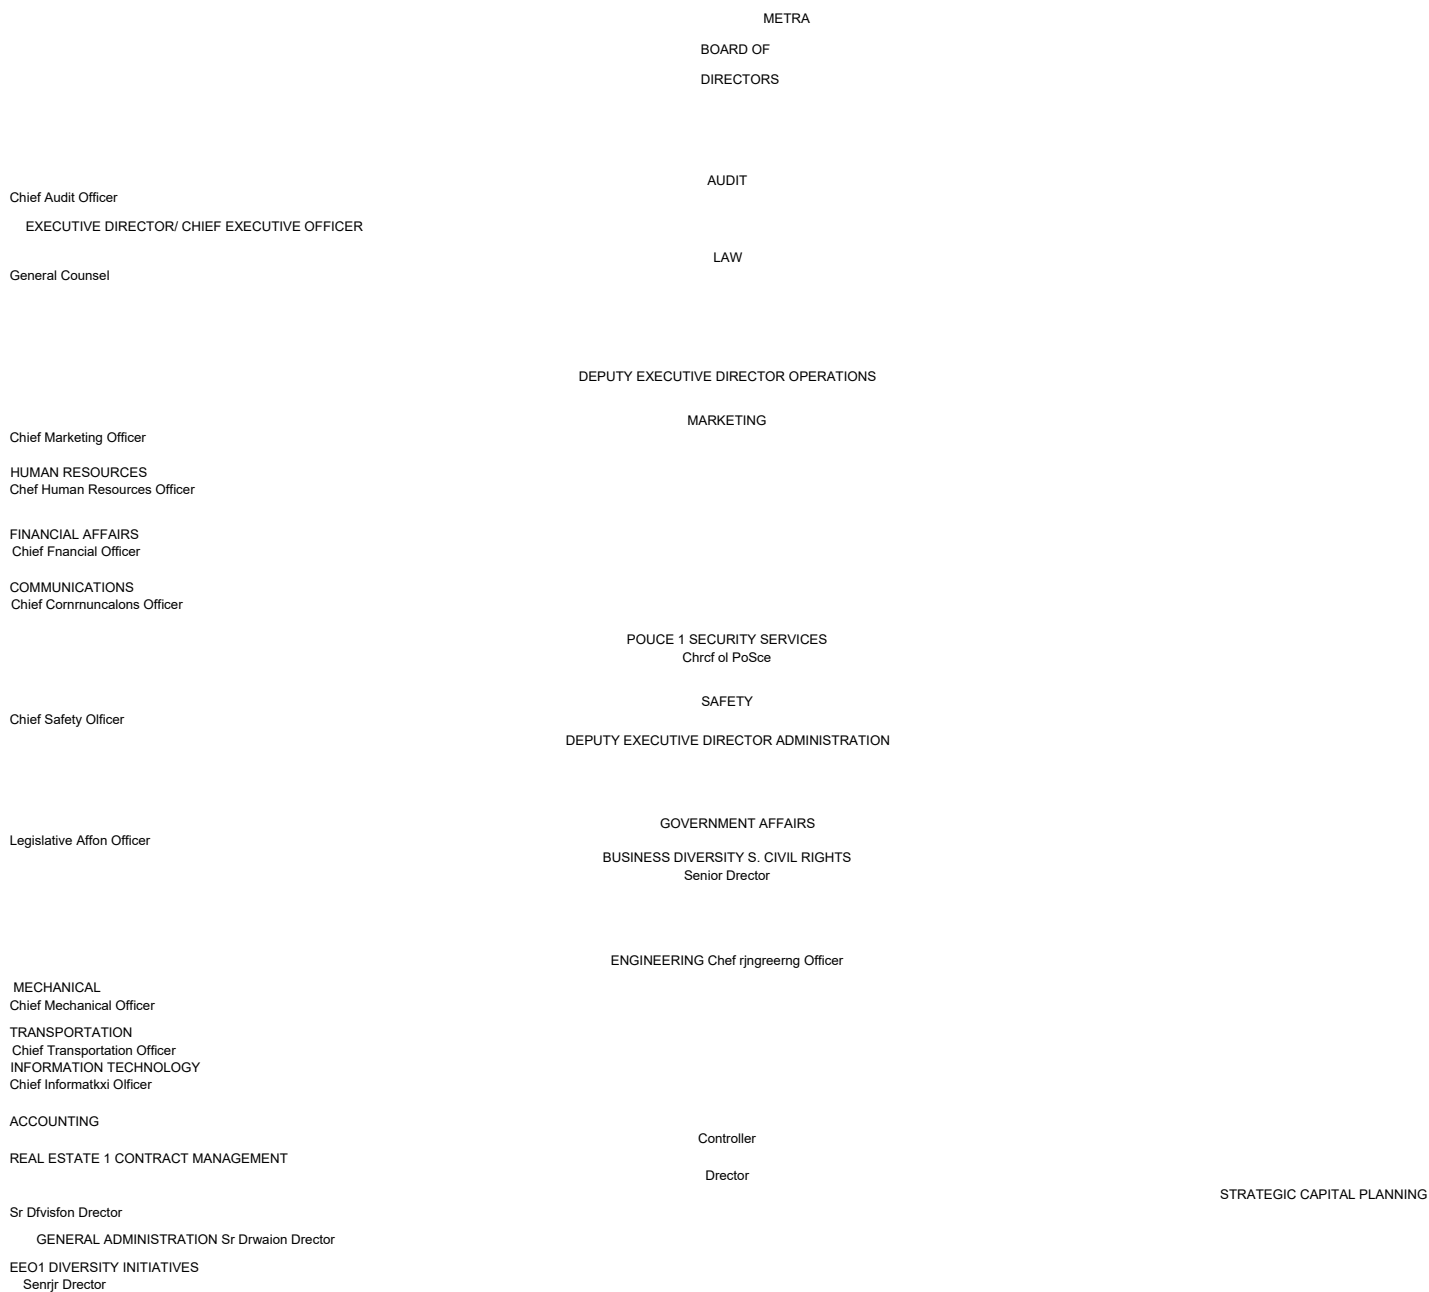 METRA
BOARD OF
DIRECTORS
AUDIT
Chief Audit Officer
EXECUTIVE DIRECTOR/ CHIEF EXECUTIVE OFFICER
LAW
General Counsel
DEPUTY EXECUTIVE DIRECTOR OPERATIONS
MARKETING
Chief Marketing Officer
HUMAN RESOURCES
Chef Human Resources Officer
FINANCIAL AFFAIRS
Chief Fnancial Officer
COMMUNICATIONS
Chief Cornrnuncalons Officer
POUCE 1 SECURITY SERVICES
Chrcf ol PoSce
SAFETY
Chief Safety Olficer
DEPUTY EXECUTIVE DIRECTOR ADMINISTRATION
GOVERNMENT AFFAIRS
Legislative Affon Officer
BUSINESS DIVERSITY S. CIVIL RIGHTS
Senior Drector
ENGINEERING Chef rjngreerng Officer
MECHANICAL
Chief Mechanical Officer
TRANSPORTATION
Chief Transportation Officer
INFORMATION TECHNOLOGY
Chief Informatkxi Olficer
ACCOUNTING
Controller
REAL ESTATE 1 CONTRACT MANAGEMENT
Drector
STRATEGIC CAPITAL PLANNING
Sr Dfvisfon Drector
GENERAL ADMINISTRATION Sr Drwaion Drector
EEO1 DIVERSITY INITIATIVES
Senrjr Drector